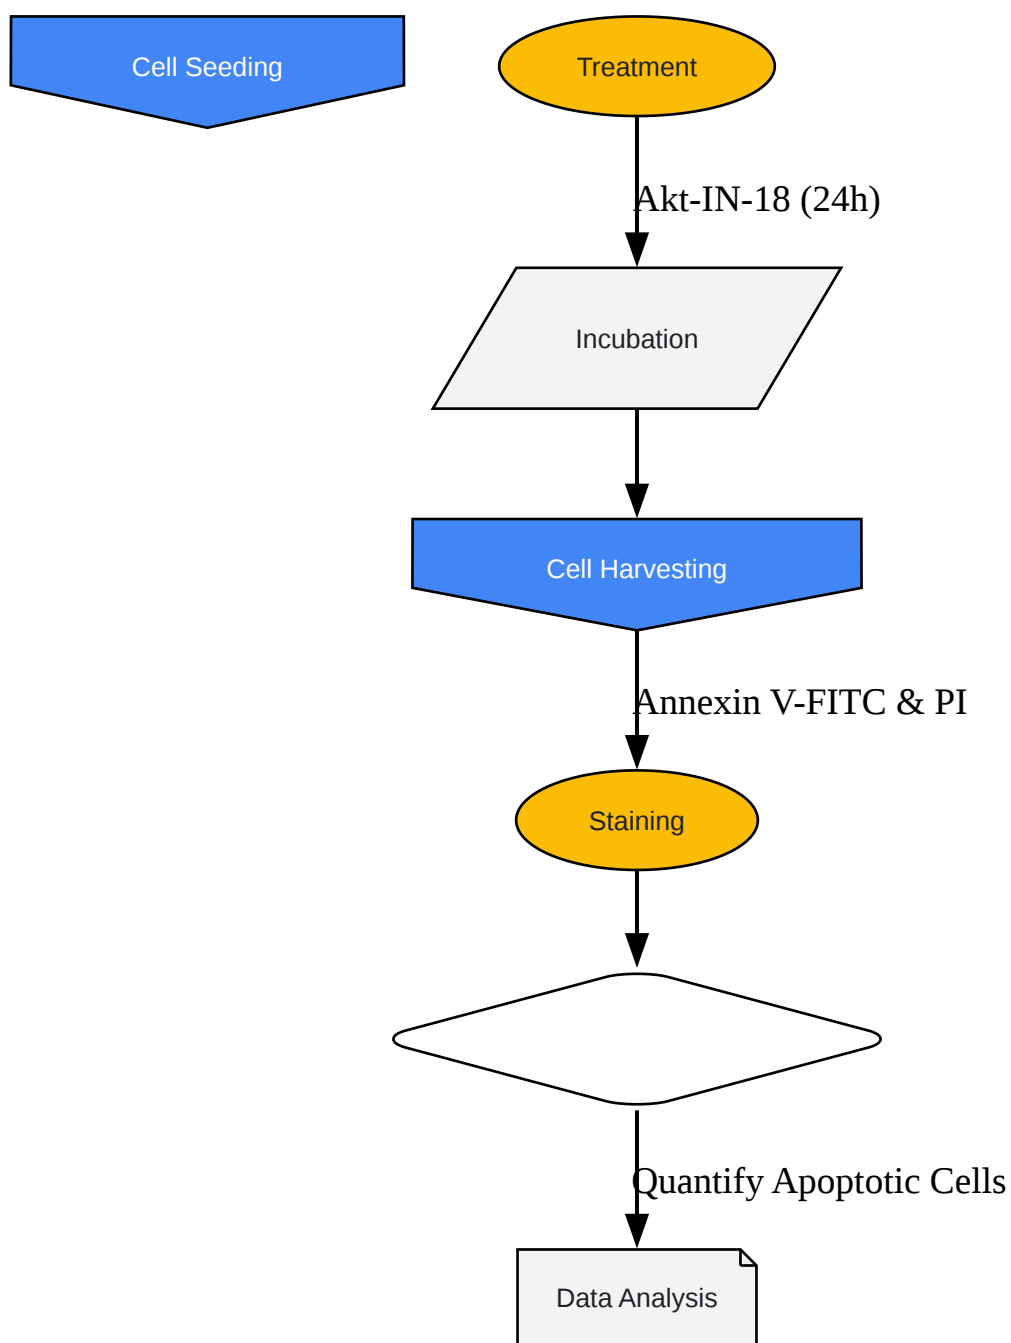 Cell Seeding
Treatment
Akt-IN-18 (24h)
Incubation
Cell Harvesting
Annexin V-FITC & PI
Staining
Quantify Apoptotic Cells
Data Analysis